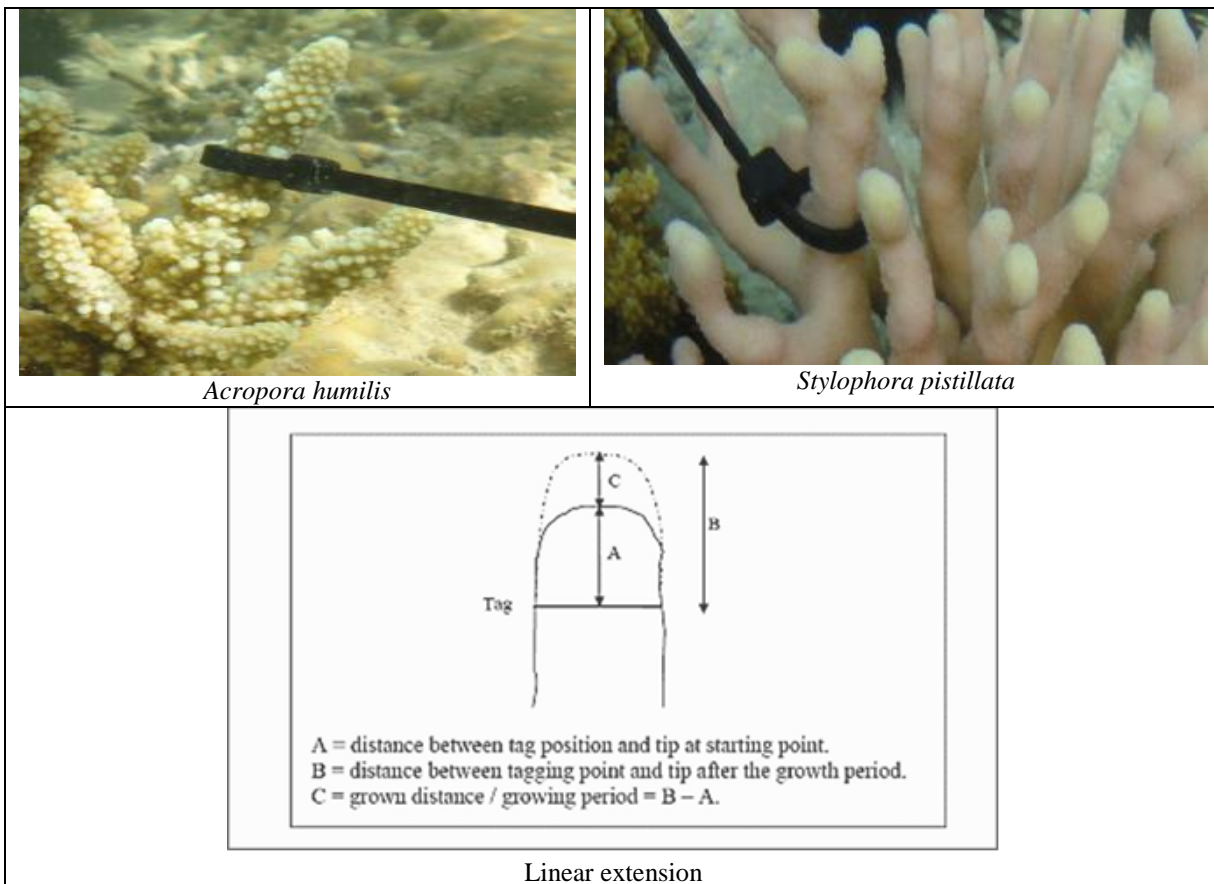 Acropora humilis
Stylophora pistillata
C
A
B
Tag
A = distance between tag position and tip at starting point.
B = distance between tagging point and tip after the growth period.
C = grown distance / growing period = B – A.
Linear extension